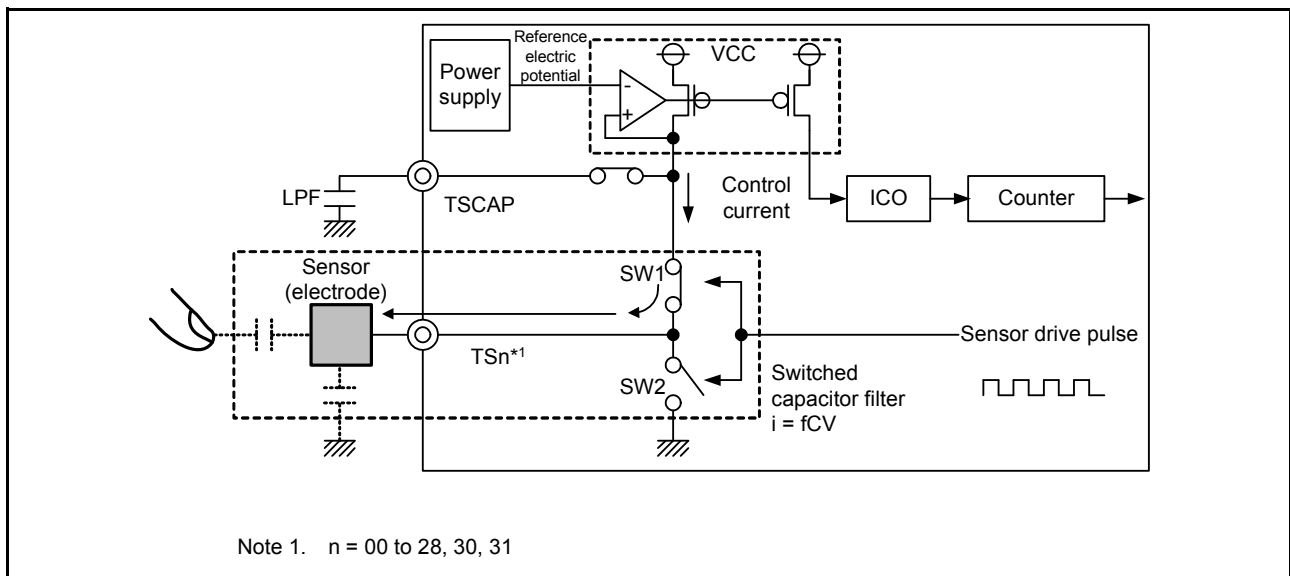 Reference
electric
potential
VCC
Power
supply
-
+
LPF
TSCAP
Control
current
ICO
Counter
Sensor
(electrode)
SW1
Sensor drive pulse
TSn*1
SW2
Switched
capacitor filter
i = fCV
Note 1. n = 00 to 28, 30, 31